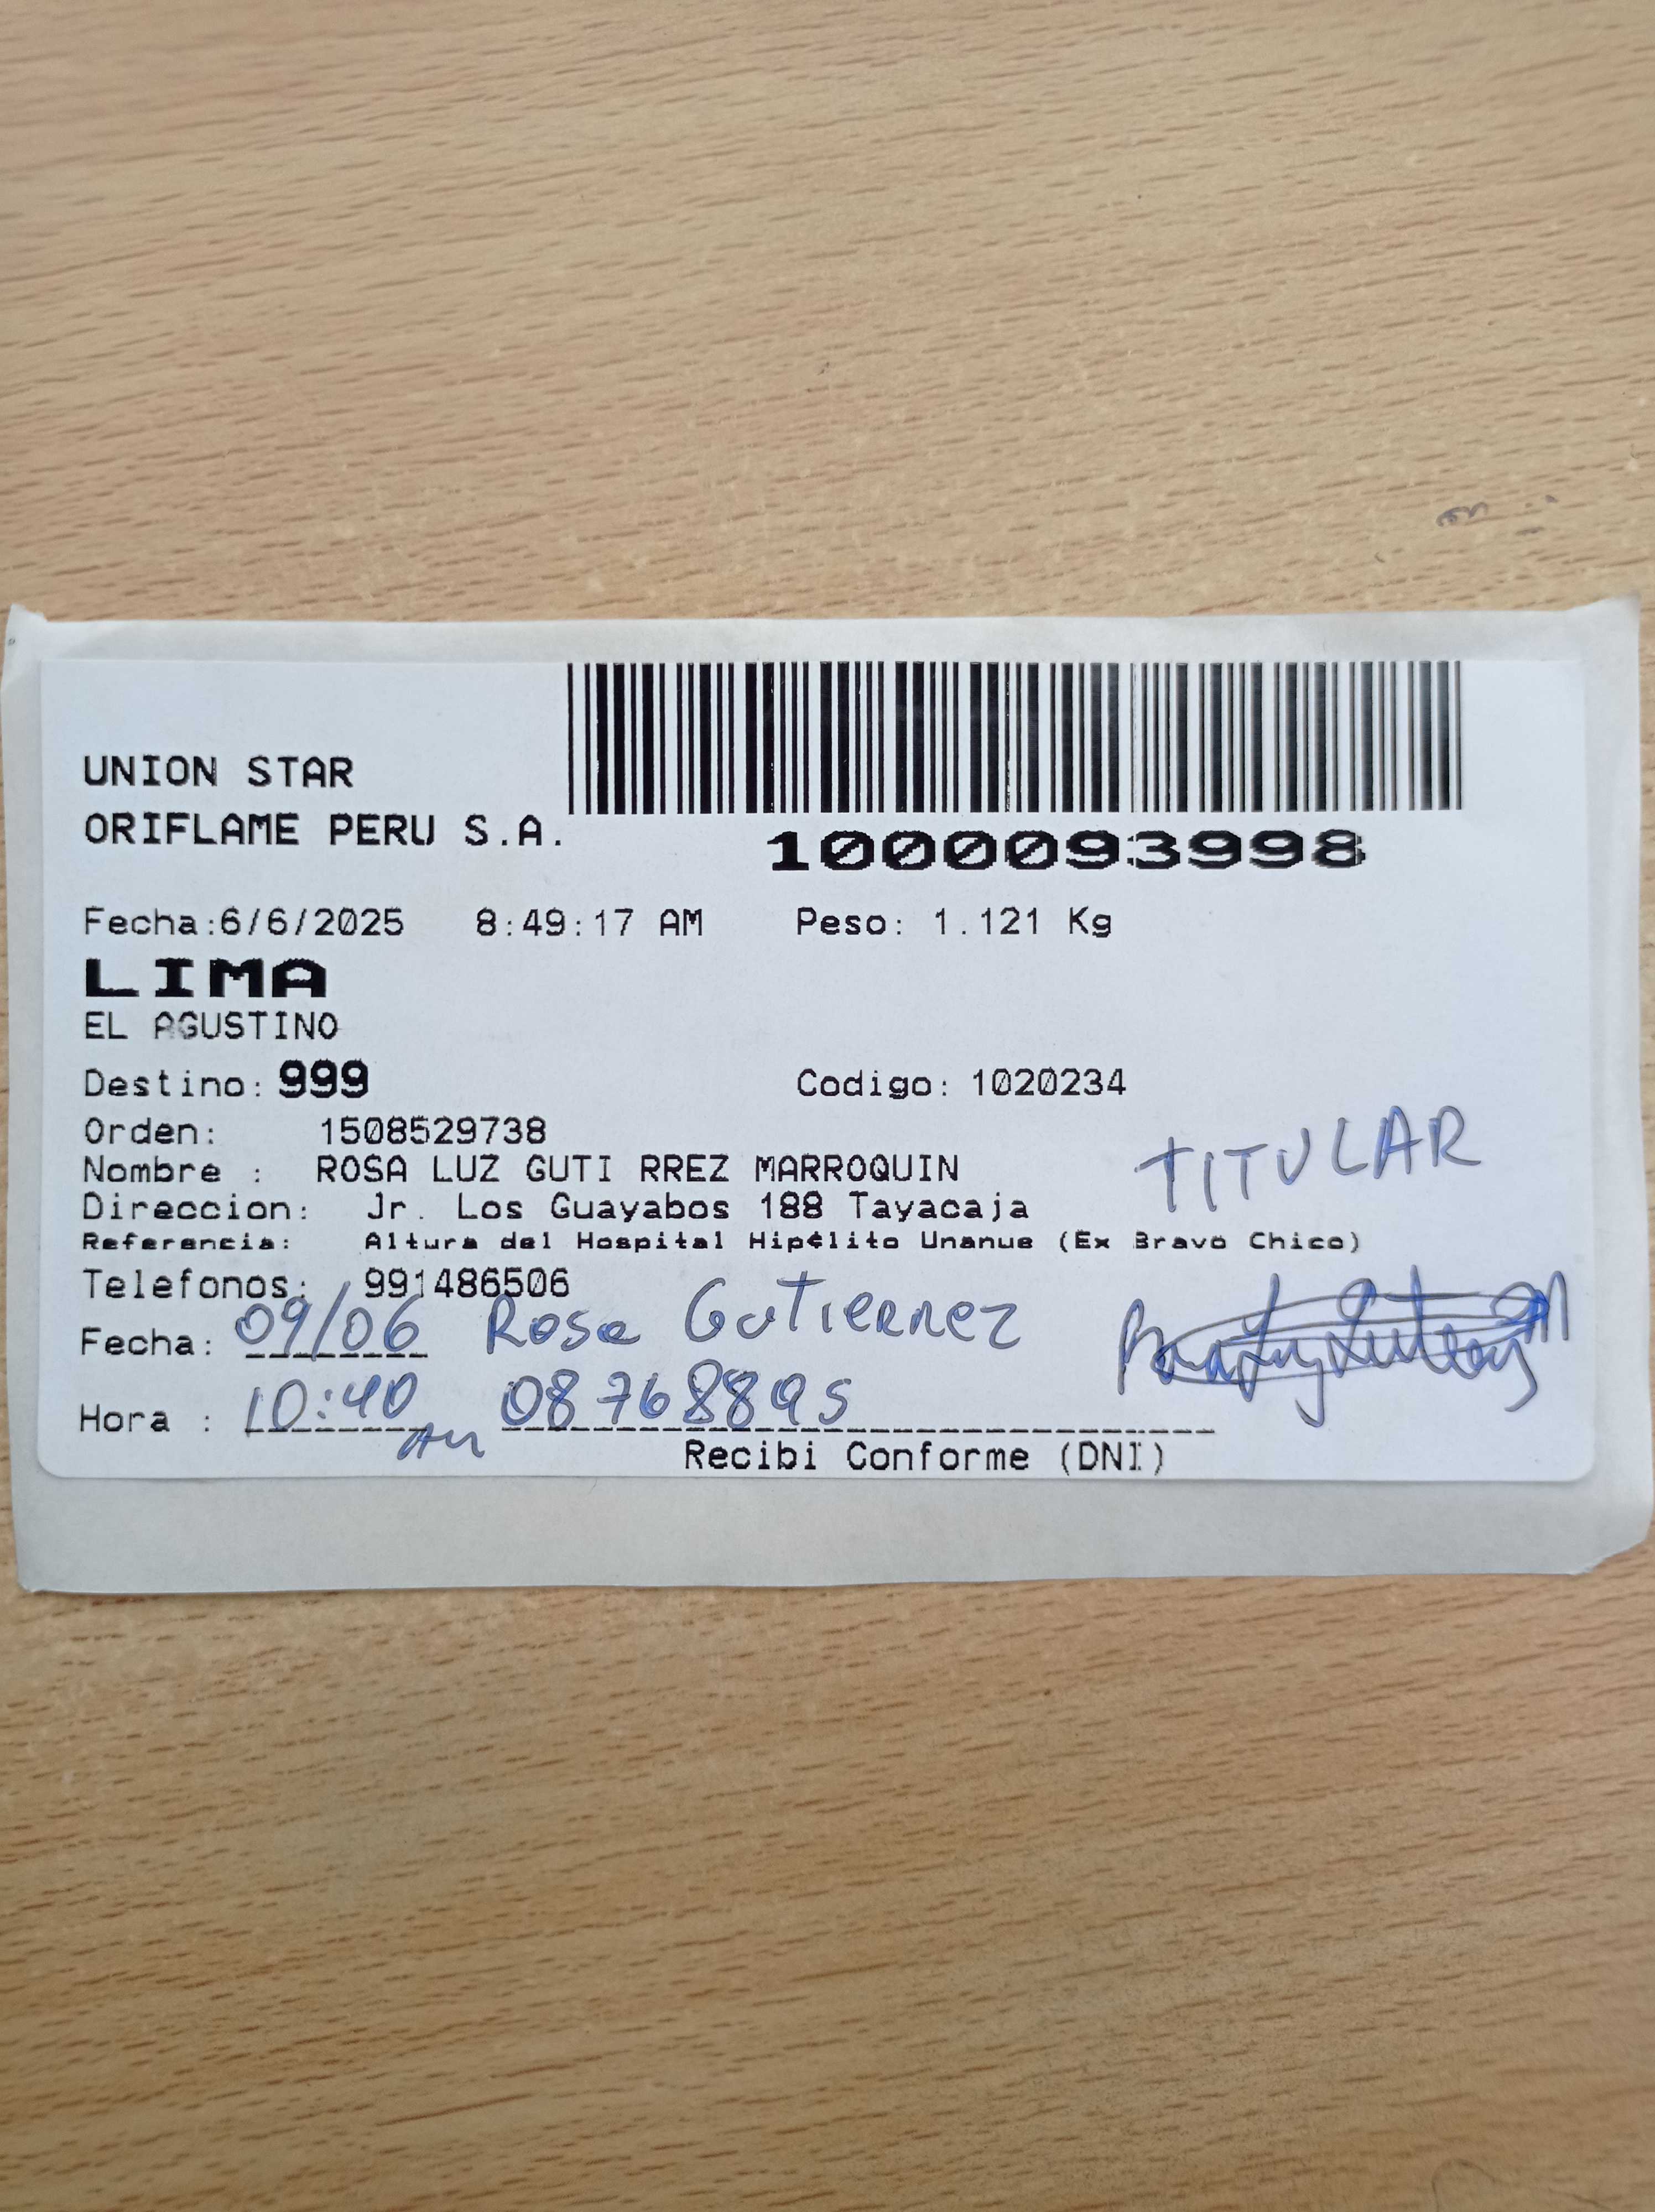 UNION STAR
ORIFLAME PERU S.A.
1000093998
Fecha:6/6/2025 8:49:17 AM Peso: 1.121 Kg
LIMA
EL AGUSTINO
Destino: 999 Codigo: 1020234
Orden: 1508529738
TITULAR
Nombre : ROSA LUZ GUTI RREZ MARROQUIN
Direccion: Jr. Los Guayabos 188 Tayacaja
Referencia: Altura del Hospital Hip¢lito Unanue (Ex Bravo Chico)
Telefonos: 991486506
Fecha: 09/06 Rosa Gutierrez
Hora : 10:40 AM 08768895
Recibi Conforme (DNI)